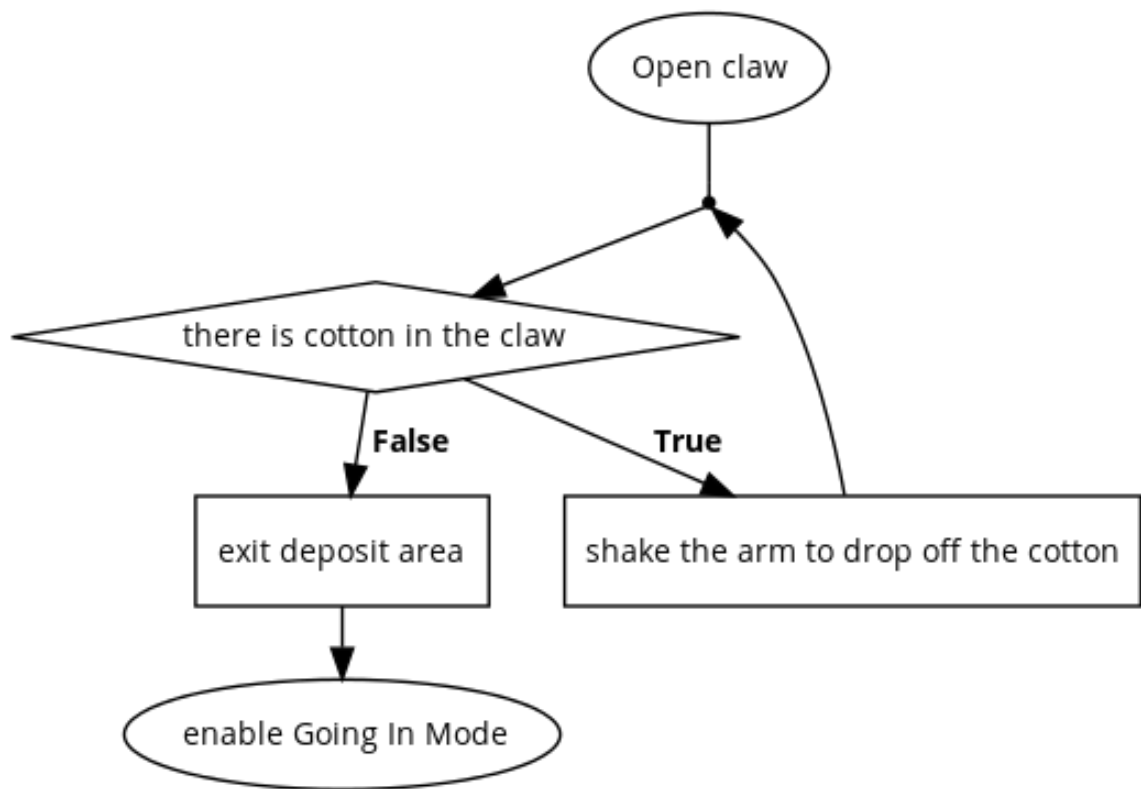 Open claw
there is cotton in the claw
False
True
exit deposit area
shake the arm to drop off the cotton
enable Going In Mode